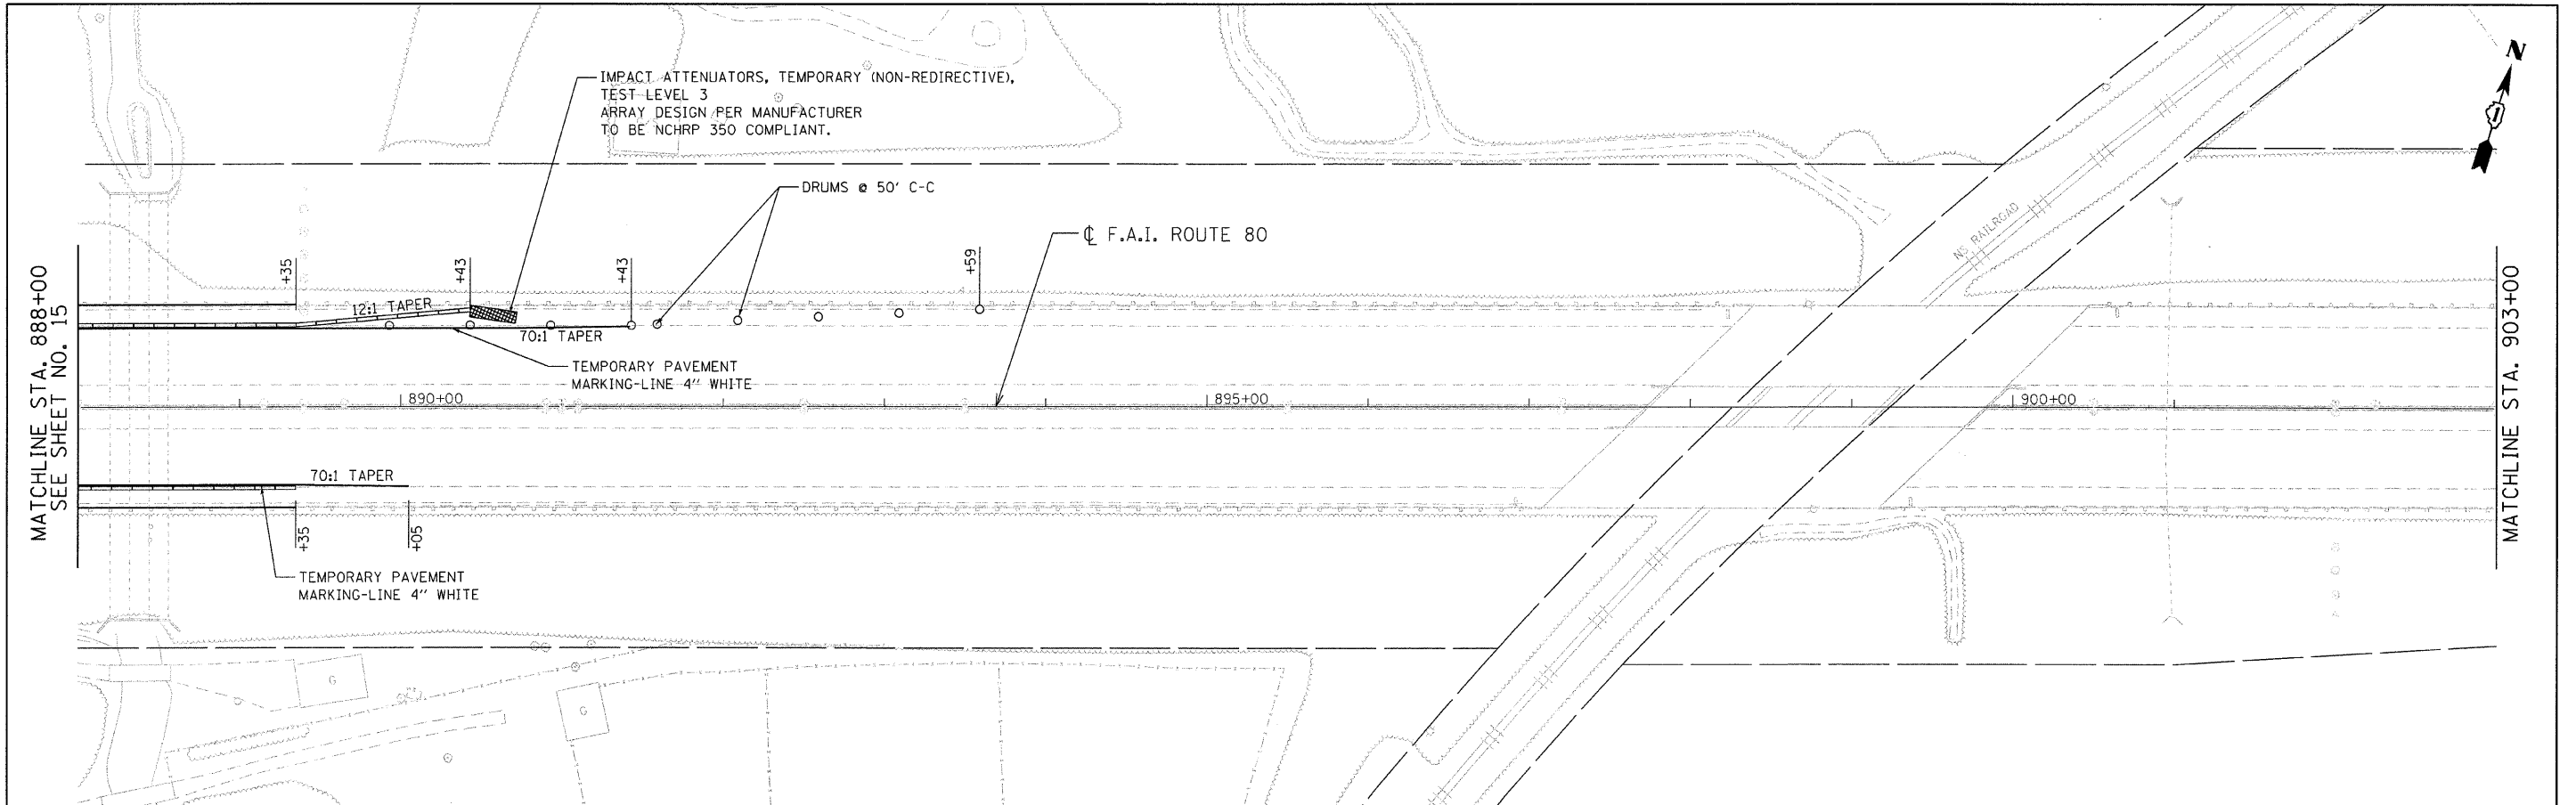 IMPACT ATTENUATORS, TEMPORARY (NON-REDIRECTIVE),
TEST LEVEL 3
ARRAY DESIGN PER MANUFACTURER
TO BE NCHRP 350 COMPLIANT.
N
1
DRUMS @ 50' C-C
℄ F.A.I. ROUTE 80
NS RAILROAD
MATCHLINE STA. 888+00
SEE SHEET NO. 15
+35
+43
+43
+59
12:1 TAPER
70:1 TAPER
TEMPORARY PAVEMENT
MARKING-LINE 4" WHITE
890+00
895+00
900+00
MATCHLINE STA. 903+00
70:1 TAPER
+35
+05
TEMPORARY PAVEMENT
MARKING-LINE 4" WHITE
G
G